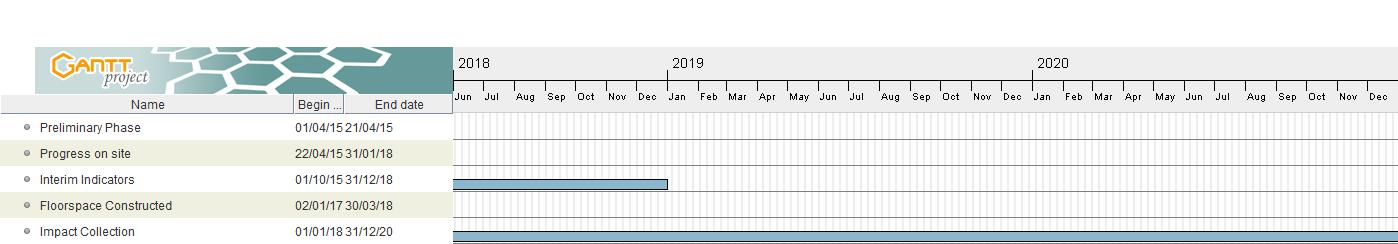 GANTT project
2018 2019 2020
Name Begin ... End date
Jun Jul Aug Sep Oct Nov Dec Jan Feb Mar Apr May Jun Jul Aug Sep Oct Nov Dec Jan Feb Mar Apr May Jun Jul Aug Sep Oct Nov Dec
Preliminary Phase 01/04/15 21/04/15
Progress on site 22/04/15 31/01/18
Interim Indicators 01/10/15 31/12/18
Floorspace Constructed 02/01/17 30/03/18
Impact Collection 01/01/18 31/12/20